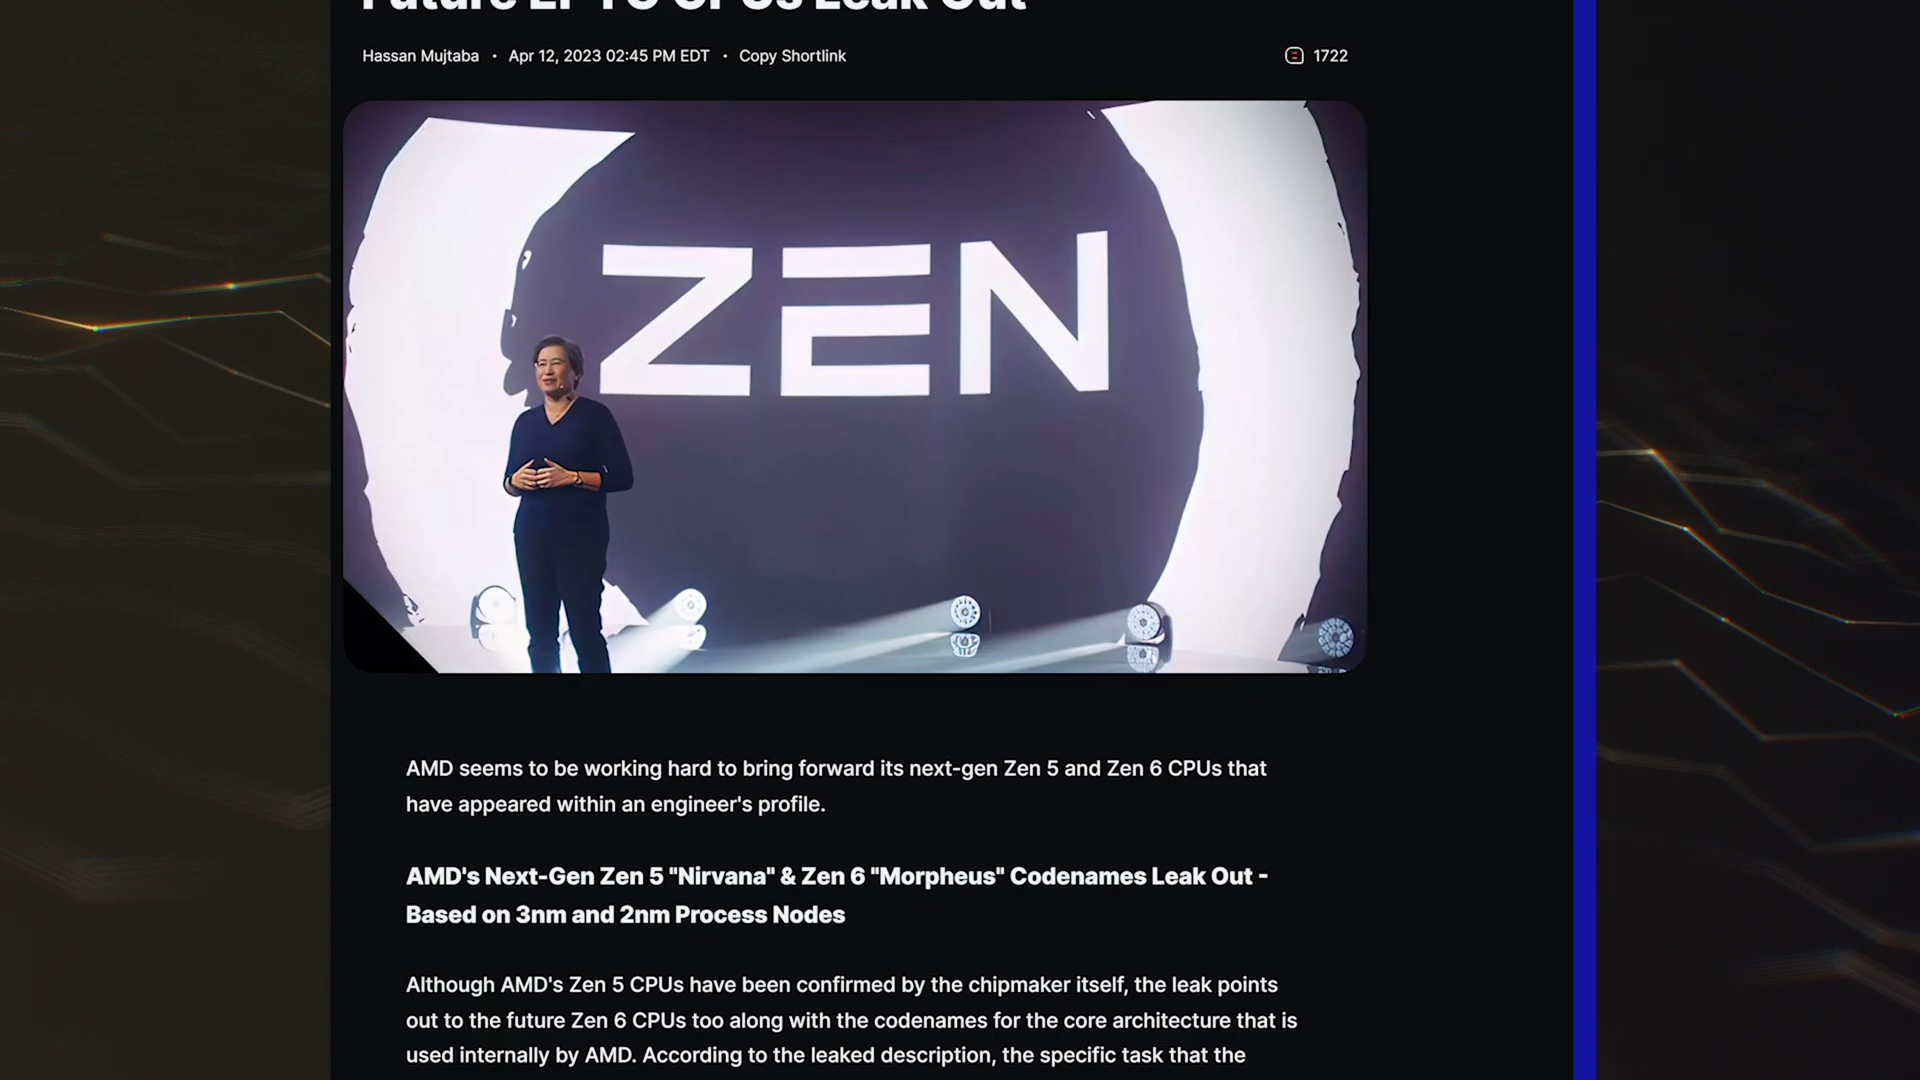 Future EPYC CPUs Leak Out
Hassan Mujtaba • Apr 12, 2023 02:45 PM EDT • Copy Shortlink 1722
ZEN
AMD seems to be working hard to bring forward its next-gen Zen 5 and Zen 6 CPUs that
have appeared within an engineer's profile.
AMD's Next-Gen Zen 5 "Nirvana" & Zen 6 "Morpheus" Codenames Leak Out -
Based on 3nm and 2nm Process Nodes
Although AMD's Zen 5 CPUs have been confirmed by the chipmaker itself, the leak points
out to the future Zen 6 CPUs too along with the codenames for the core architecture that is
used internally by AMD. According to the leaked description, the specific task that the